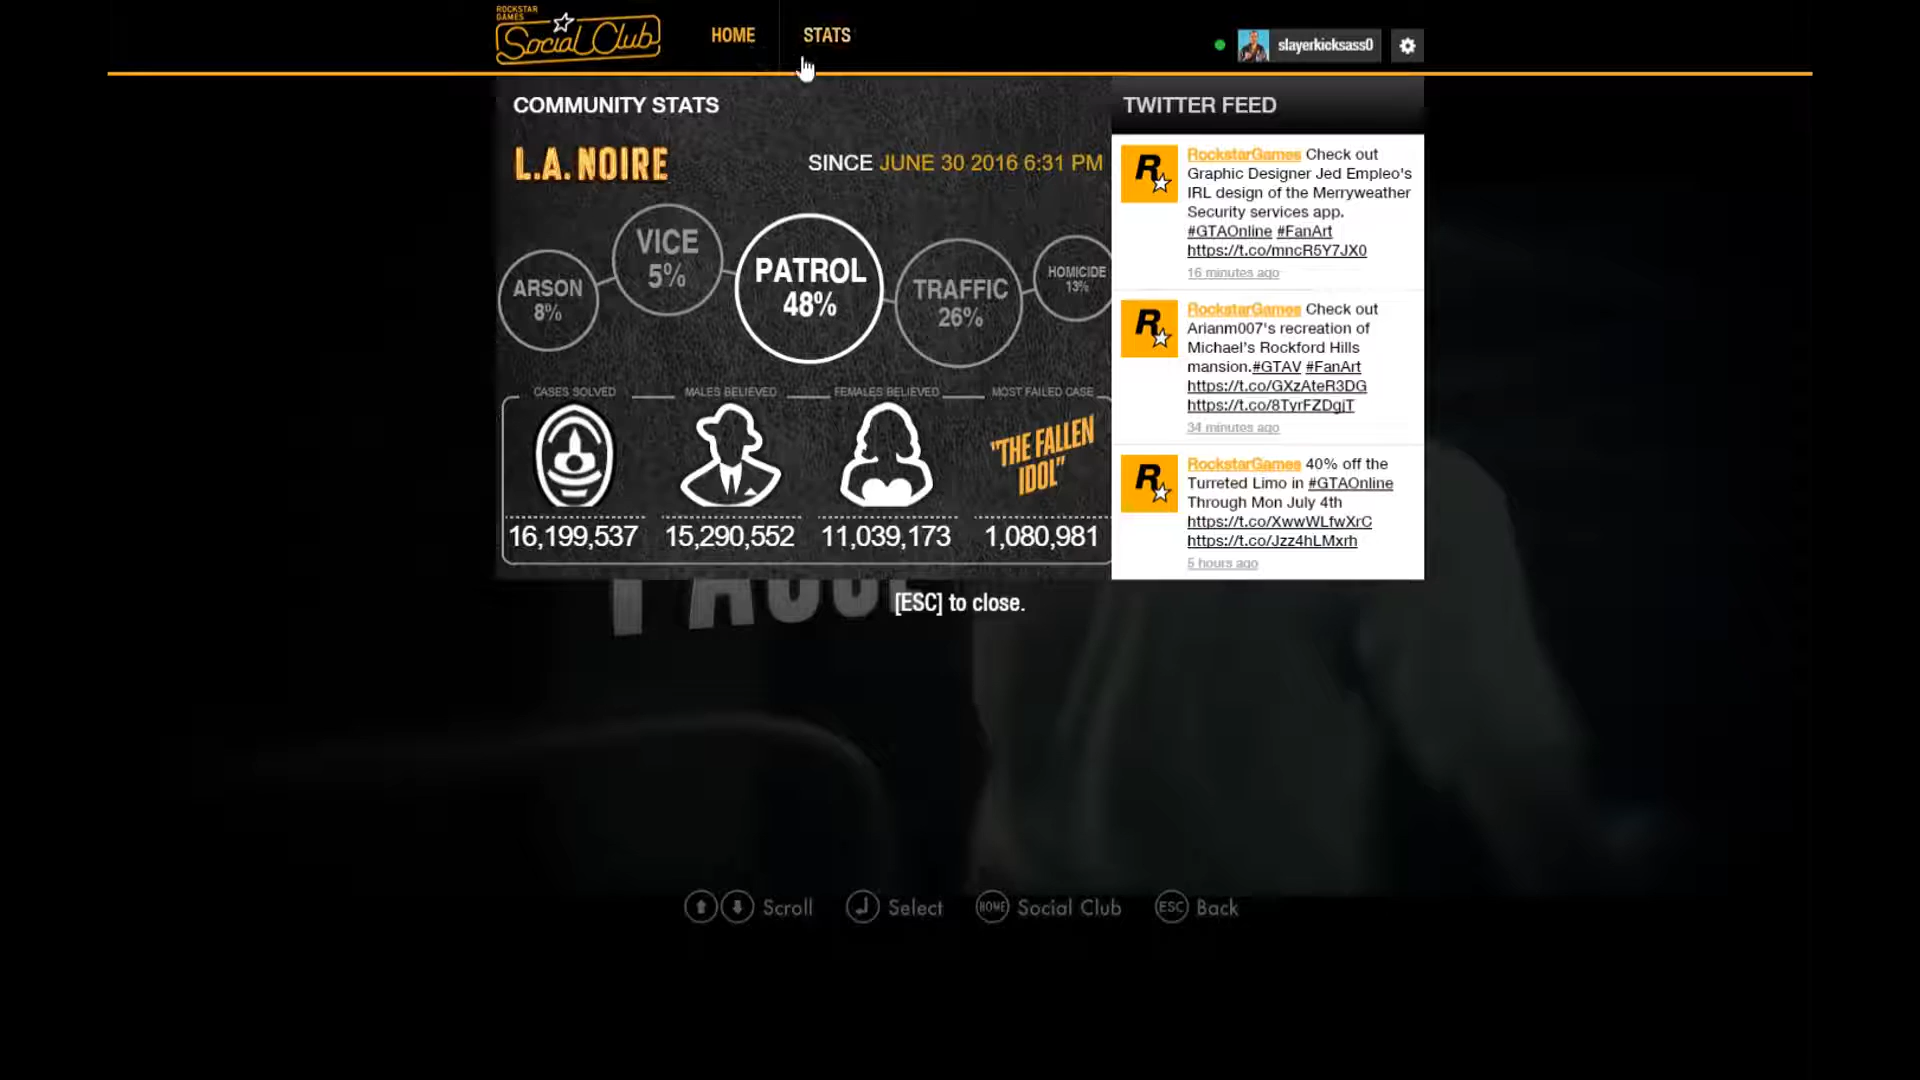 ROCKSTAR
GAMES
Social Club
HOME
STATS
slayerkicksass0
COMMUNITY STATS
L.A. NOIRE
SINCE JUNE 30 2016 6:31 PM
ARSON
8%
VICE
5%
PATROL
48%
TRAFFIC
26%
HOMICIDE
13%
CASES SOLVED
MALES BELIEVED
FEMALES BELIEVED
MOST FAILED CASE
"THE FALLEN
IDOL"
16,199,537
15,290,552
11,039,173
1,080,981
TWITTER FEED
R
RockstarGames Check out
Graphic Designer Jed Empleo's
IRL design of the Merryweather
Security services app.
#GTAOnline #FanArt
https://t.co/mncR5Y7JX0
16 minutes ago
R
RockstarGames Check out
Arianm007's recreation of
Michael's Rockford Hills
mansion.#GTAV #FanArt
https://t.co/GXzAteR3DG
https://t.co/8TyrFZDgjT
34 minutes ago
R
RockstarGames 40% off the
Turreted Limo in #GTAOnline
Through Mon July 4th
https://t.co/XwwWLfwXrC
https://t.co/Jzz4hLMxrh
5 hours ago
[ESC] to close.
Scroll
Select
HOME Social Club
ESC Back